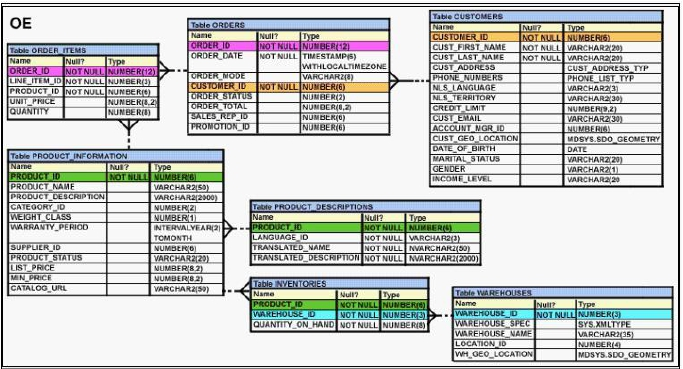 OE
Table ORDER_ITEMS
Name Null? Type
ORDER_ID NOT NULL NUMBER(12)
LINE_ITEM_ID NOT NULL NUMBER(3)
PRODUCT_ID NOT NULL NUMBER(6)
UNIT_PRICE NUMBER(8,2)
QUANTITY NUMBER(8)
Table ORDERS
Name Null? Type
ORDER_ID NOT NULL NUMBER(12)
ORDER_DATE NOT NULL TIMESTAMP(6)
WITHLOCALTIMEZONE
ORDER_MODE VARCHAR2(8)
CUSTOMER_ID NOT NULL NUMBER(6)
ORDER_STATUS NUMBER(2)
ORDER_TOTAL NUMBER(8,2)
SALES_REP_ID NUMBER(6)
PROMOTION_ID NUMBER(6)
Table CUSTOMERS
Name Null? Type
CUSTOMER_ID NOT NULL NUMBER(6)
CUST_FIRST_NAME NOT NULL VARCHAR2(20)
CUST_LAST_NAME NOT NULL VARCHAR2(20)
CUST_ADDRESS CUST_ADDRESS_TYP
PHONE_NUMBERS PHONE_LIST_TYP
NLS_LANGUAGE VARCHAR2(3)
NLS_TERRITORY VARCHAR2(30)
CREDIT_LIMIT NUMBER(9,2)
CUST_EMAIL VARCHAR2(30)
ACCOUNT_MGR_ID NUMBER(6)
CUST_GEO_LOCATION MDSYS.SDO_GEOMETRY
DATE_OF_BIRTH DATE
MARITAL_STATUS VARCHAR2(20)
GENDER VARCHAR2(1)
INCOME_LEVEL VARCHAR2(20
Table PRODUCT_INFORMATION
Name Null? Type
PRODUCT_ID NOT NULL NUMBER(6)
PRODUCT_NAME VARCHAR2(50)
PRODUCT_DESCRIPTION VARCHAR2(2000)
CATEGORY_ID NUMBER(2)
WEIGHT_CLASS NUMBER(1)
WARRANTY_PERIOD INTERVALYEAR(2)
TOMONTH
SUPPLIER_ID NUMBER(6)
PRODUCT_STATUS VARCHAR2(20)
LIST_PRICE NUMBER(8,2)
MIN_PRICE NUMBER(8,2)
CATALOG_URL VARCHAR2(50)
Table PRODUCT_DESCRIPTIONS
Name Null? Type
PRODUCT_ID NOT NULL NUMBER(6)
LANGUAGE_ID NOT NULL VARCHAR2(3)
TRANSLATED_NAME NOT NULL NVARCHAR2(50)
TRANSLATED_DESCRIPTION NOT NULL NVARCHAR2(2000)
Table INVENTORIES
Name Null? Type
PRODUCT_ID NOT NULL NUMBER(6)
WAREHOUSE_ID NOT NULL NUMBER(3)
QUANTITY_ON_HAND NOT NULL NUMBER(8)
Table WAREHOUSES
Name Null? Type
WAREHOUSE_ID NOT NULL NUMBER(3)
WAREHOUSE_SPEC SYS.XMLTYPE
WAREHOUSE_NAME VARCHAR2(35)
LOCATION_ID NUMBER(4)
WH_GEO_LOCATION MDSYS.SDO_GEOMETRY